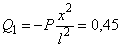 Q₁ = −P x²/l² = 0,45